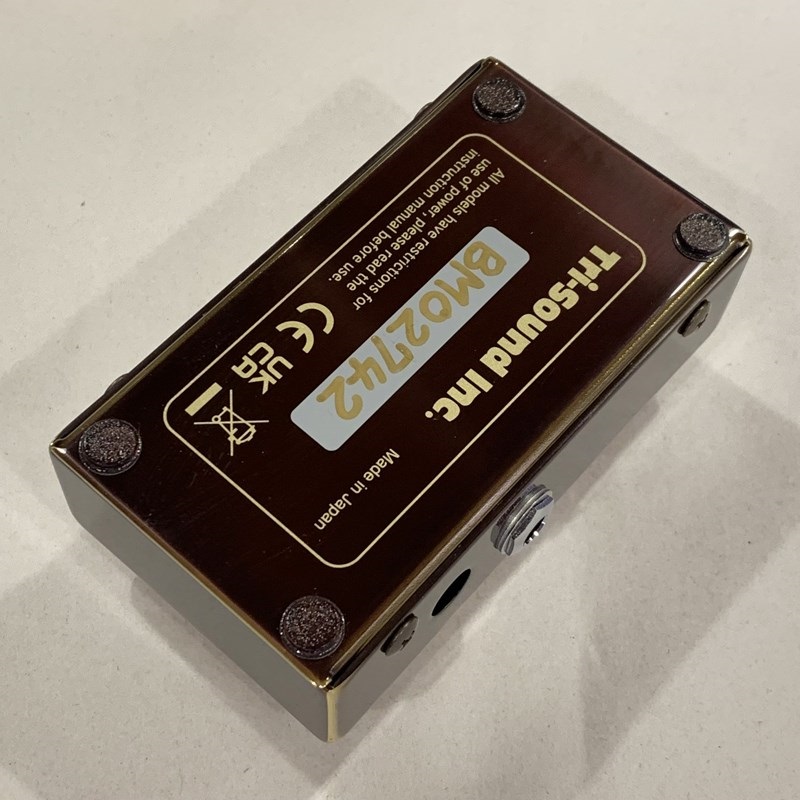 Tri-Sound Inc.
BM02742
All models have restrictions for
use of power, please read the
instruction manual before use.
CE UK
CA
Made in Japan